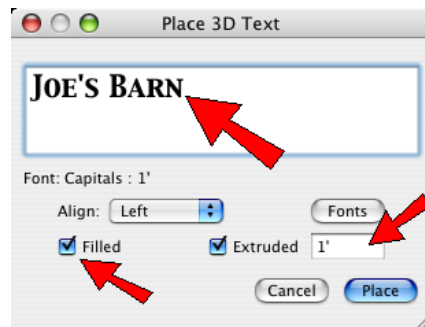 Place 3D Text
JOE'S BARN
Font: Capitals : 1'
Align: Left Fonts
Filled Extruded 1'
Cancel Place